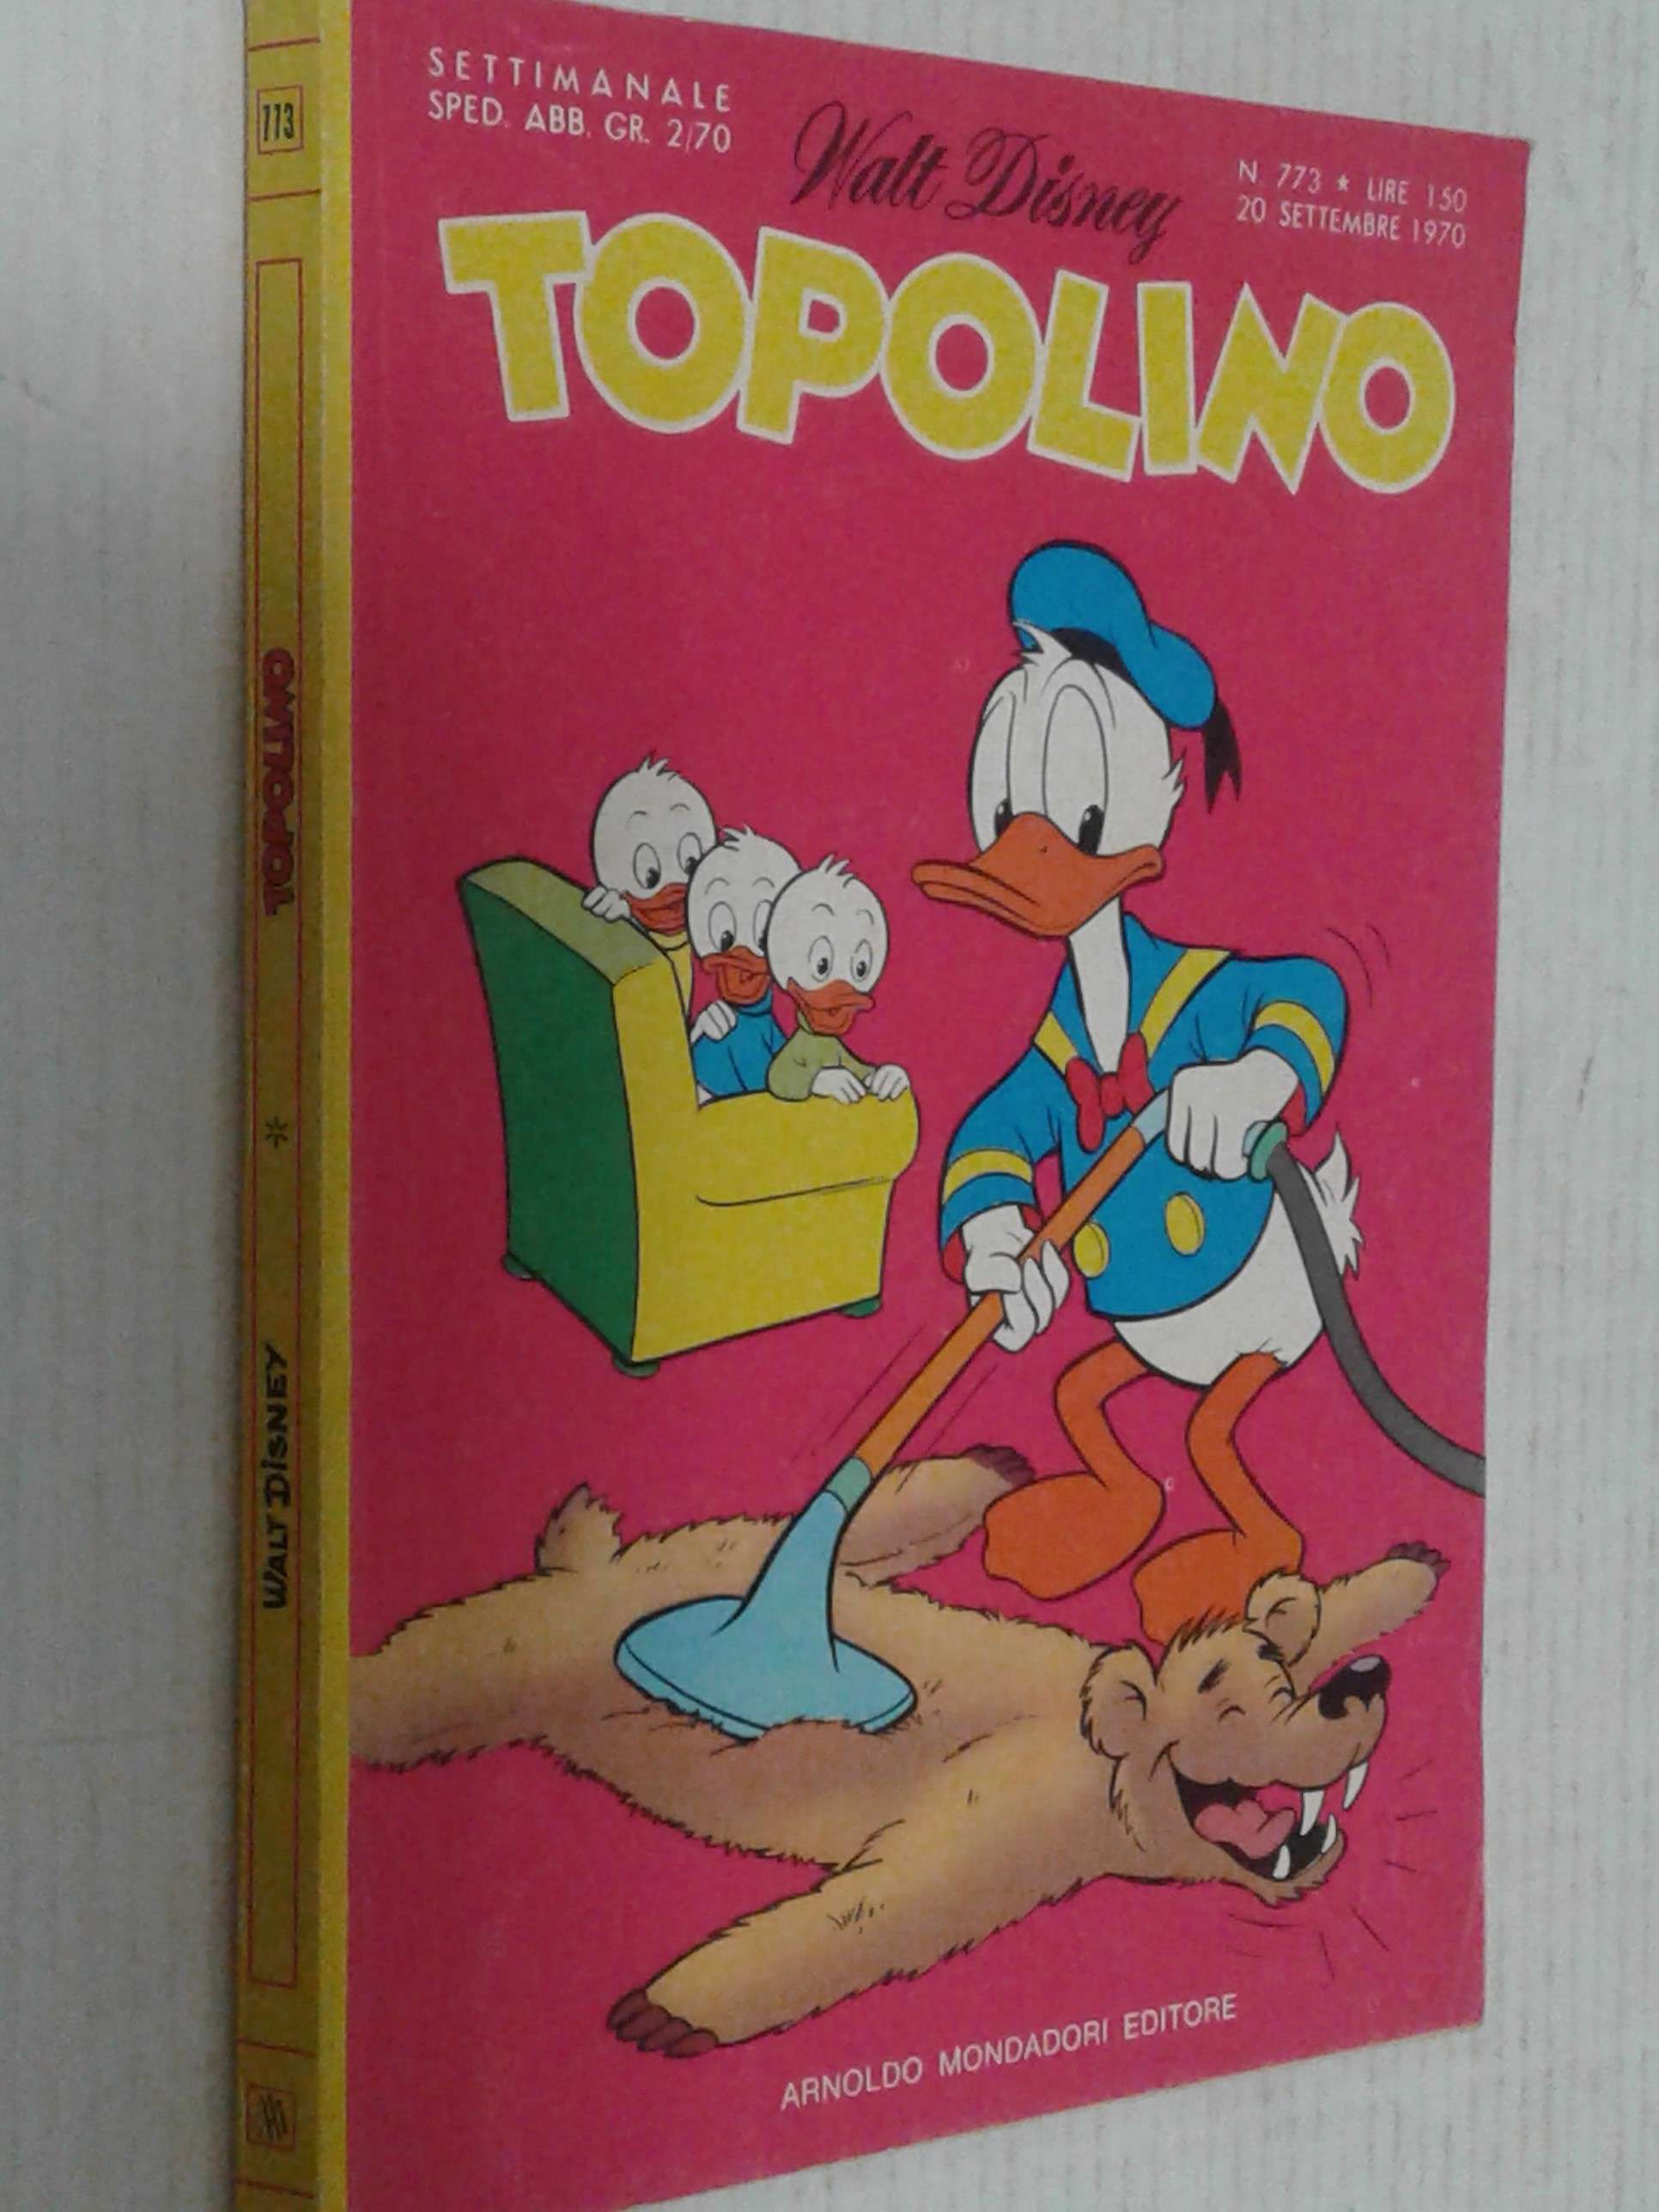 SETTIMANALE
SPED. ABB. GR. 2/70
Walt Disney
N. 773 * LIRE 150
20 SETTEMBRE 1970
TOPOLINO
ARNOLDO MONDADORI EDITORE
773
TOPOLINO
*
WALT DISNEY